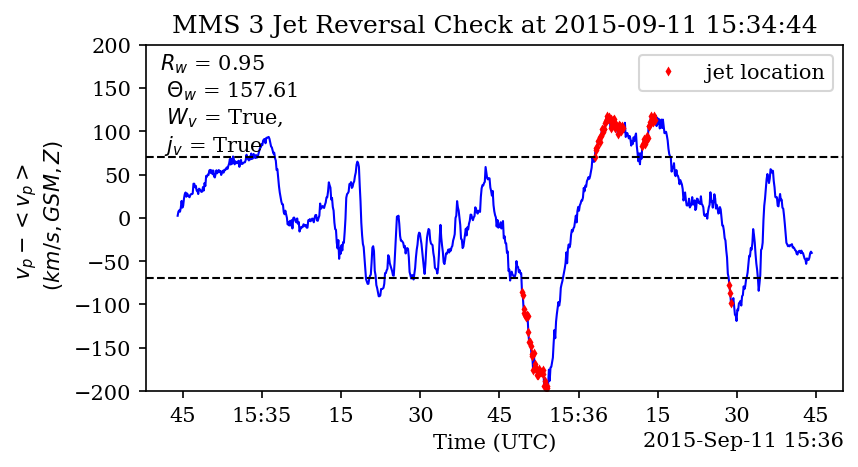 MMS 3 Jet Reversal Check at 2015-09-11 15:34:44
R_w = 0.95
Θ_w = 157.61
W_v = True,
j_v = True
jet location
200
150
100
50
0
−50
−100
−150
−200
v_p − < v_p >
(km/s, GSM, Z)
45 15:35 15 30 45 15:36 15 30 45
Time (UTC)
2015-Sep-11 15:36